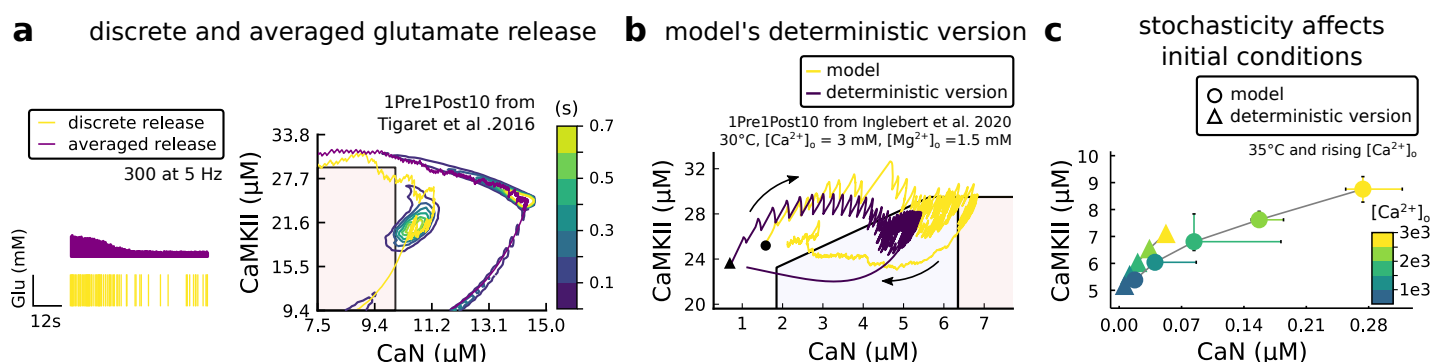 a discrete and averaged glutamate release
discrete release
averaged release
300 at 5 Hz
Glu (mM)
12s
1Pre1Post10 from
Tigaret et al .2016
CaMKII (μM)
33.8
27.7
21.6
15.5
9.4
7.5 9.4 11.2 13.1 15.0
CaN (μM)
(s)
0.7
0.5
0.4
0.3
0.1
b model's deterministic version
model
deterministic version
1Pre1Post10 from Inglebert et al. 2020
30°C, [Ca²⁺]ₒ = 3 mM, [Mg²⁺]ₒ =1.5 mM
CaMKII (μM)
32
28
24
20
1 2 3 4 5 6 7
CaN (μM)
c stochasticity affects
initial conditions
model
deterministic version
35°C and rising [Ca²⁺]ₒ
CaMKII (μM)
10
9
8
7
6
5
0.00 0.07 0.14 0.21 0.28
CaN (μM)
[Ca²⁺]ₒ
3e3
2e3
1e3